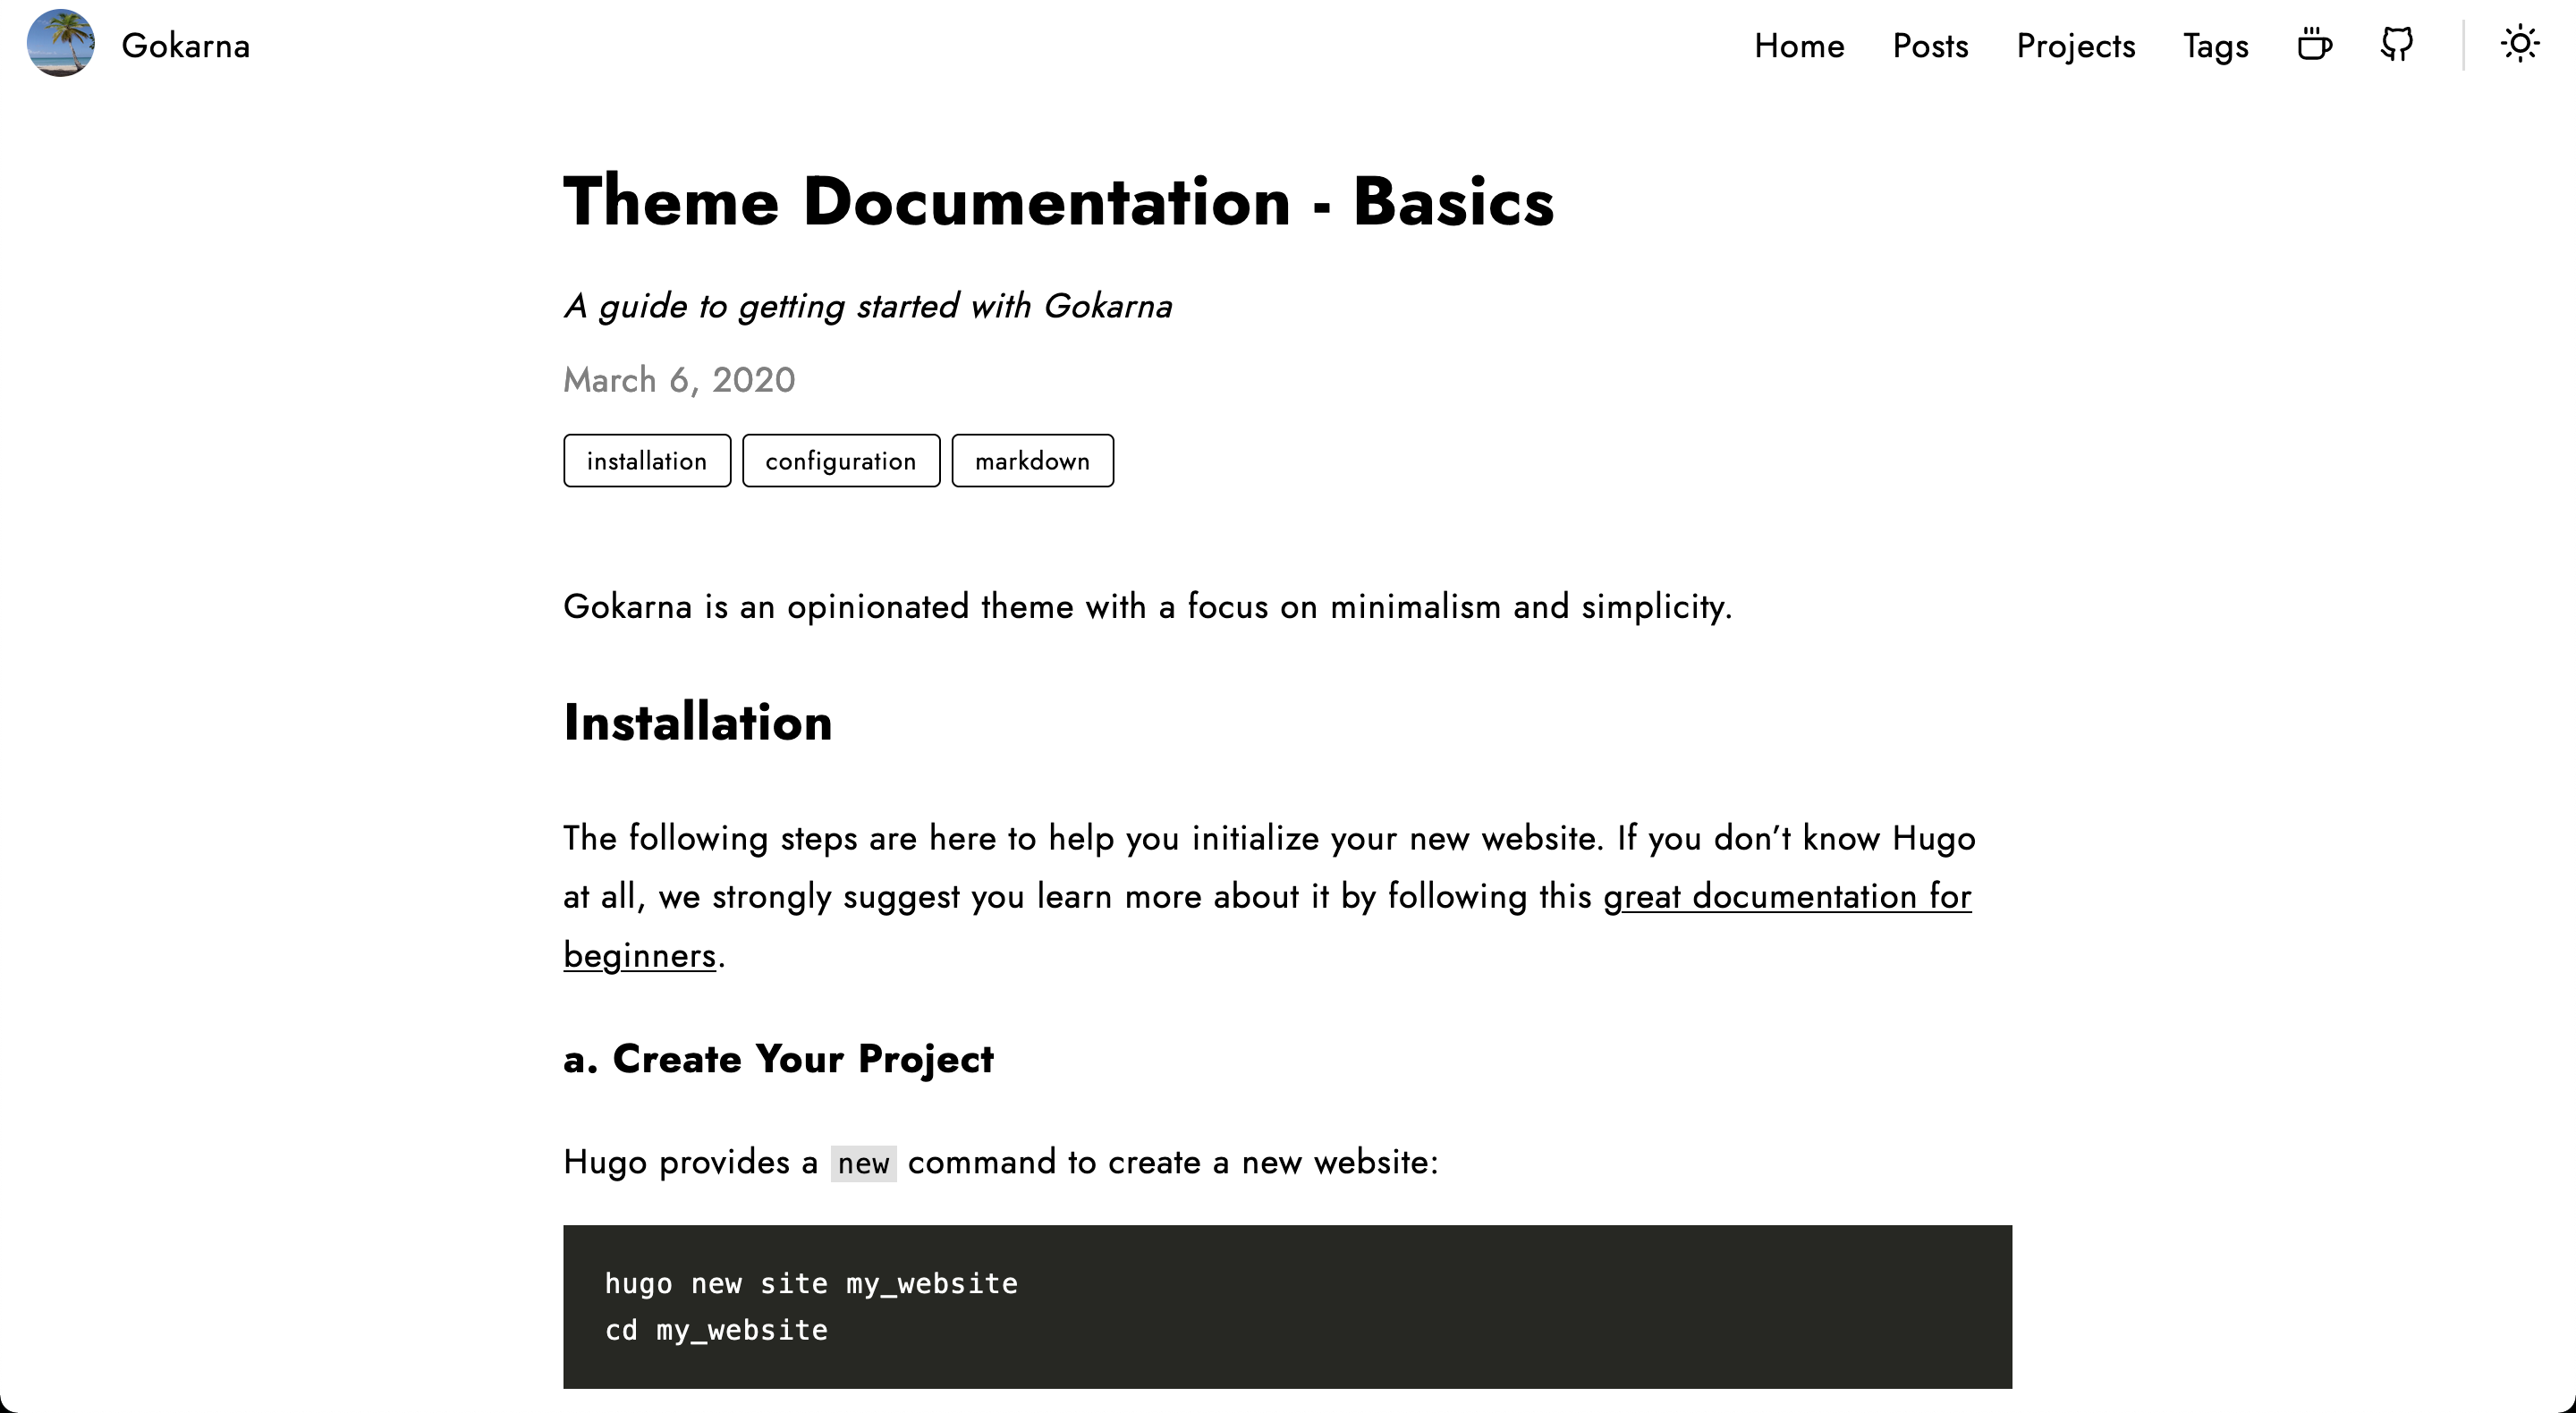 Gokarna
Home Posts Projects Tags
Theme Documentation - Basics
A guide to getting started with Gokarna
March 6, 2020
installation configuration markdown
Gokarna is an opinionated theme with a focus on minimalism and simplicity.
Installation
The following steps are here to help you initialize your new website. If you don’t know Hugo
at all, we strongly suggest you learn more about it by following this great documentation for
beginners.
a. Create Your Project
Hugo provides a new command to create a new website:
hugo new site my_website
cd my_website